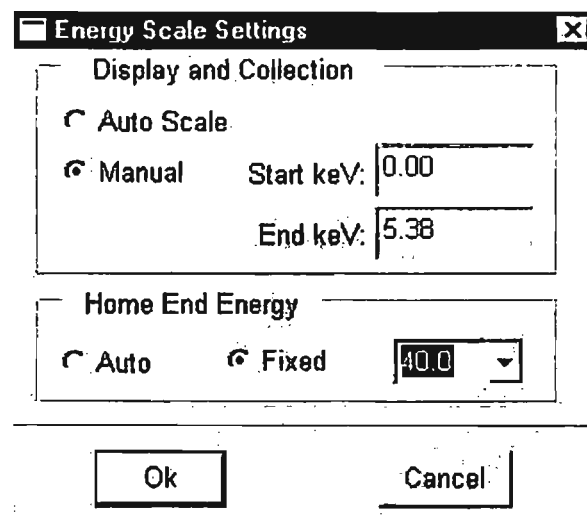 Energy Scale Settings
Display and Collection
Auto Scale
Manual Start keV: 0.00
End keV: 5.38
Home End Energy
Auto Fixed 40.0
Ok Cancel